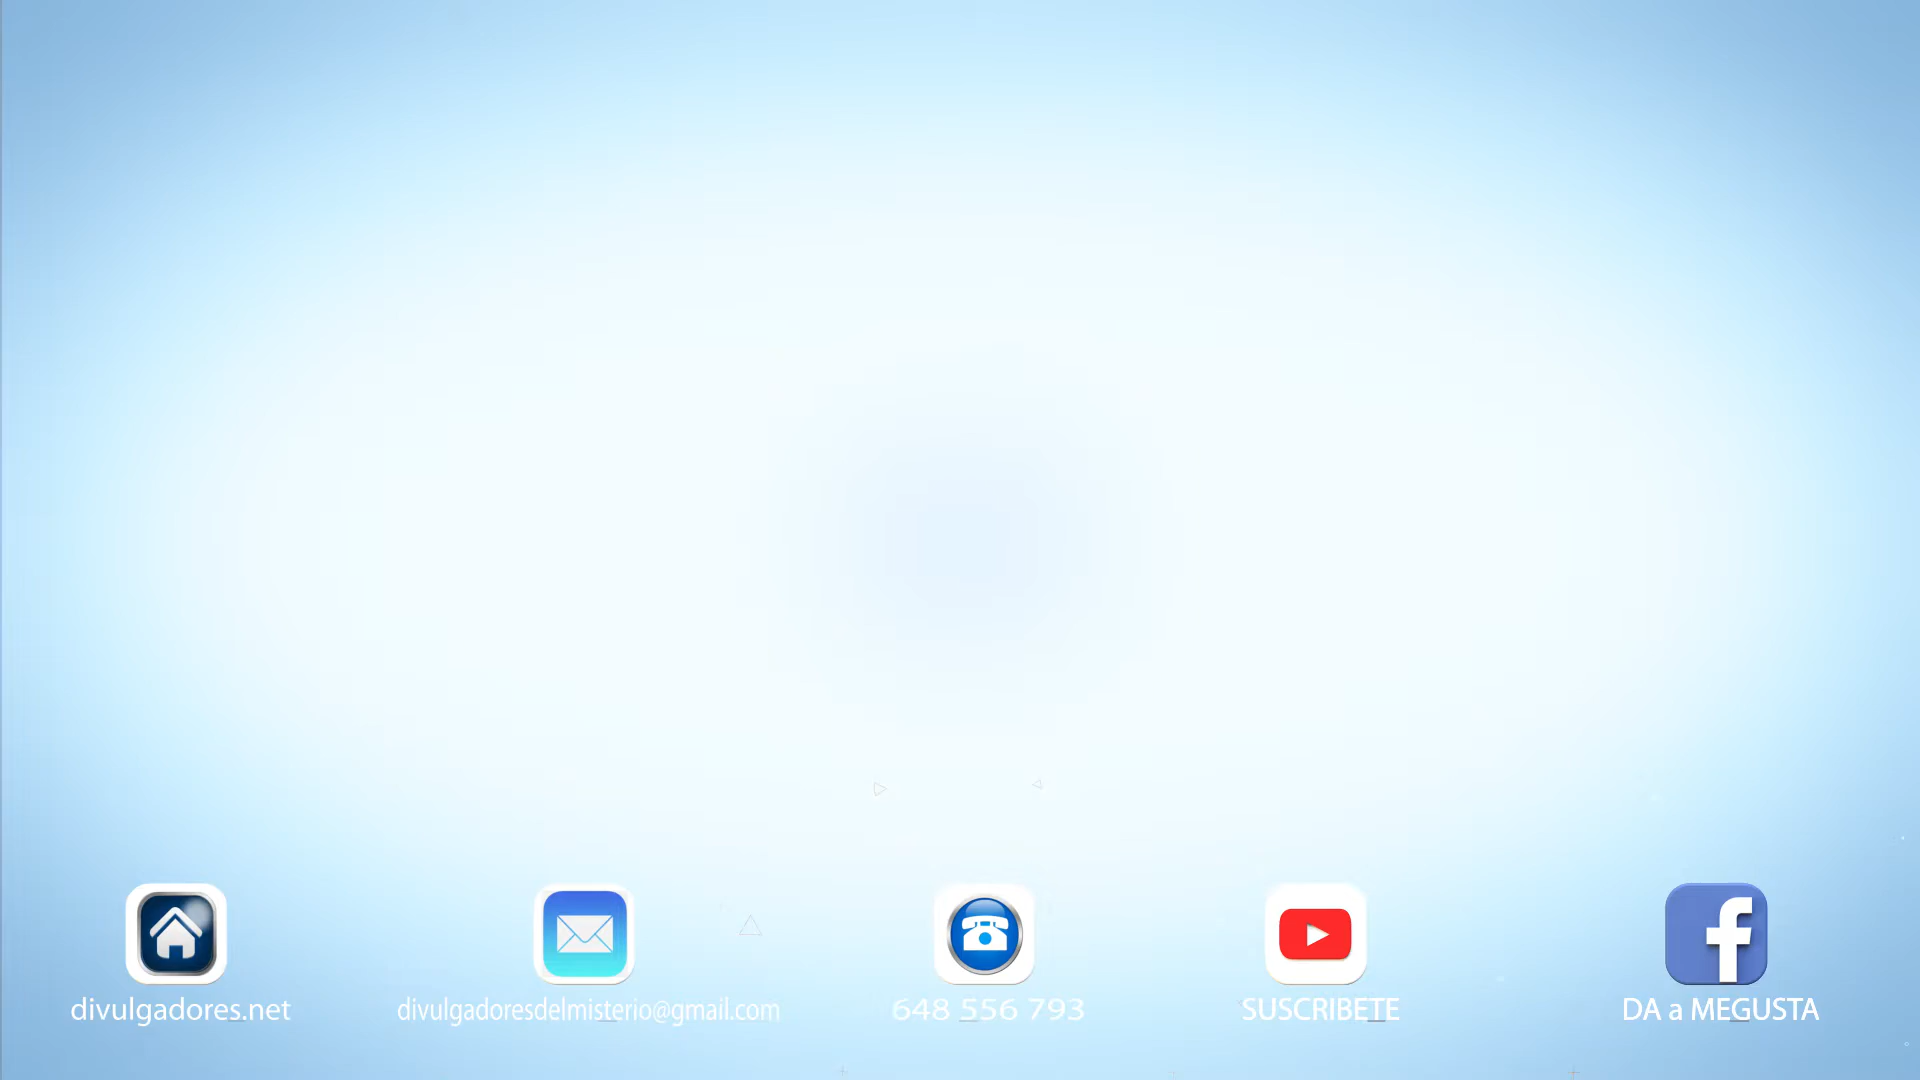 divulgadores.net
divulgadoresdelmisterio@gmail.com
648 556 793
SUSCRIBETE
DA a MEGUSTA